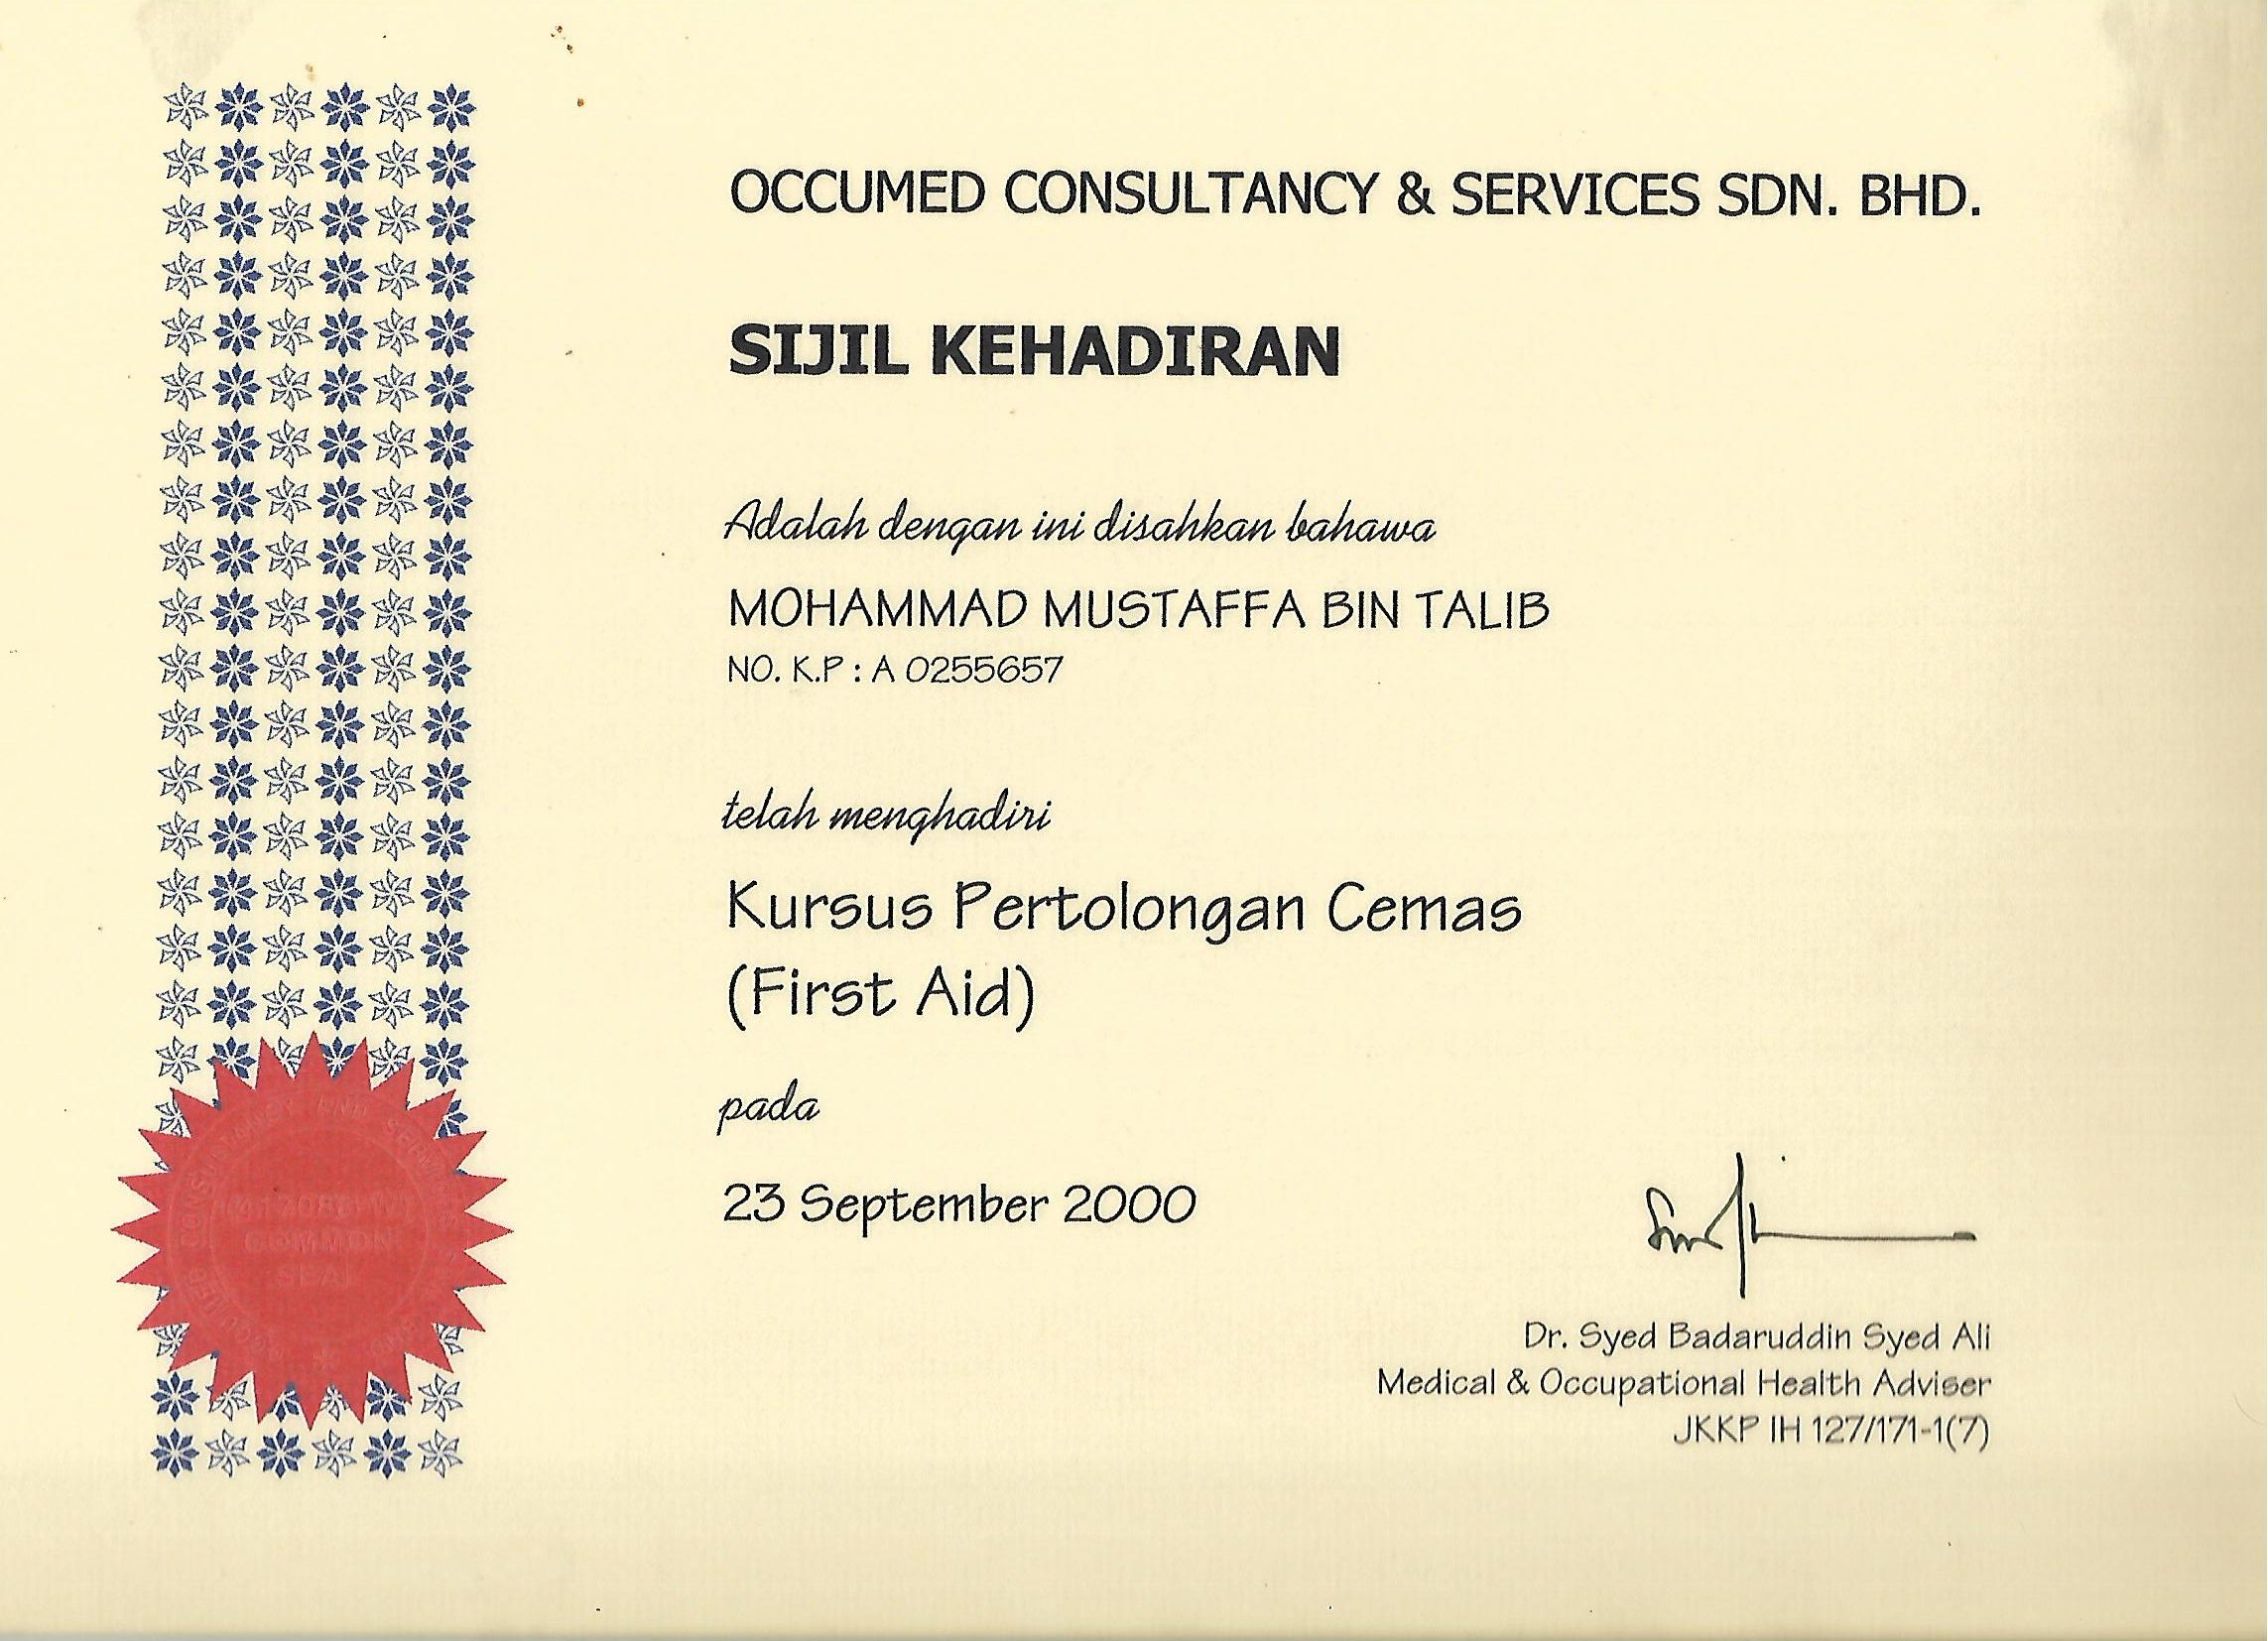 OCCUMED CONSULTANCY & SERVICES SDN. BHD.
SIJIL KEHADIRAN
Adalah dengan ini disahkan bahawa
MOHAMMAD MUSTAFFA BIN TALIB
NO. K.P : A 0255657
telah menghadiri
Kursus Pertolongan Cemas
(First Aid)
pada
23 September 2000
Dr. Syed Badaruddin Syed Ali
Medical & Occupational Health Adviser
JKKP IH 127/171-1(7)
COMMON
SEAL